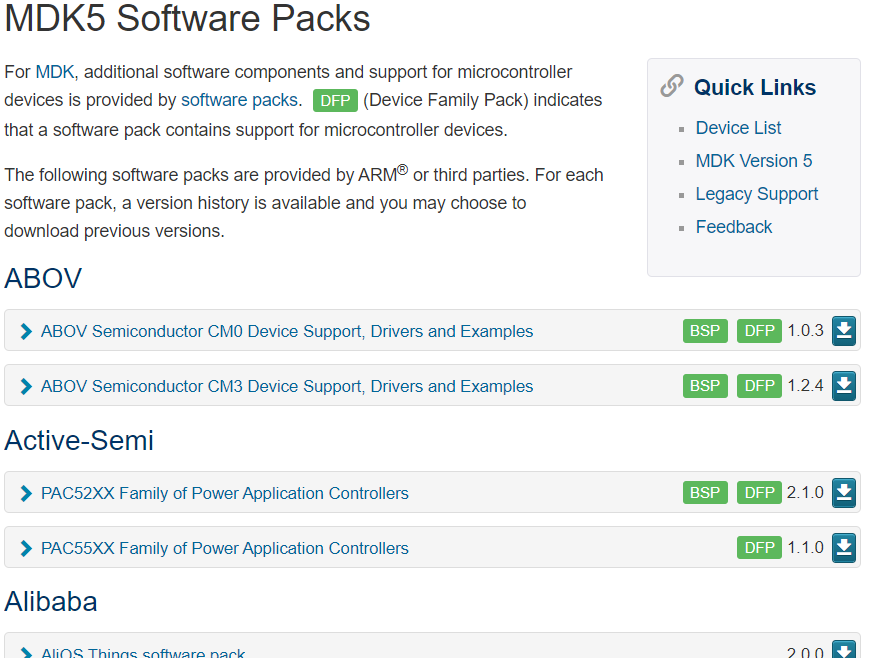 MDK5 Software Packs
For MDK, additional software components and support for microcontroller
devices is provided by software packs. DFP (Device Family Pack) indicates
that a software pack contains support for microcontroller devices.
The following software packs are provided by ARM® or third parties. For each
software pack, a version history is available and you may choose to
download previous versions.
Quick Links
Device List
MDK Version 5
Legacy Support
Feedback
ABOV
ABOV Semiconductor CM0 Device Support, Drivers and Examples BSP DFP 1.0.3
ABOV Semiconductor CM3 Device Support, Drivers and Examples BSP DFP 1.2.4
Active-Semi
PAC52XX Family of Power Application Controllers BSP DFP 2.1.0
PAC55XX Family of Power Application Controllers DFP 1.1.0
Alibaba
AliOS Things software pack 2.0.0